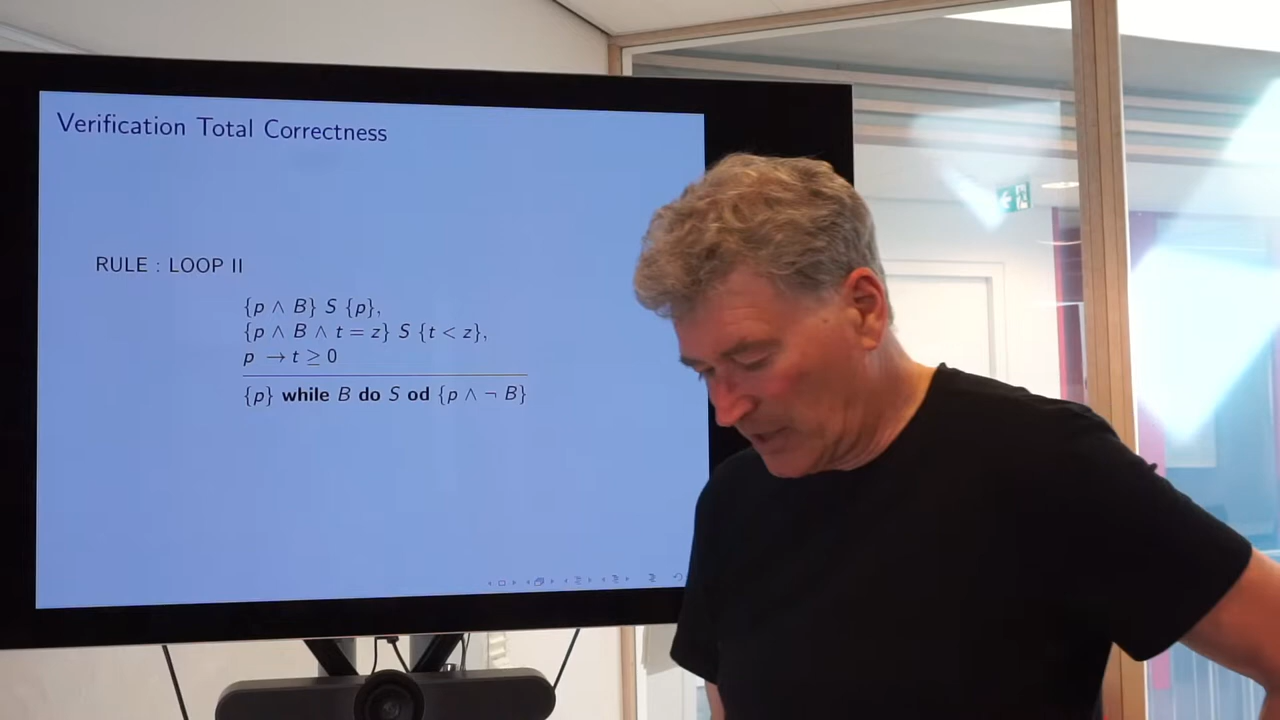 Verification Total Correctness
RULE : LOOP II
{p ∧ B} S {p},
{p ∧ B ∧ t = z} S {t < z},
p → t ≥ 0
{p} while B do S od {p ∧ ¬ B}